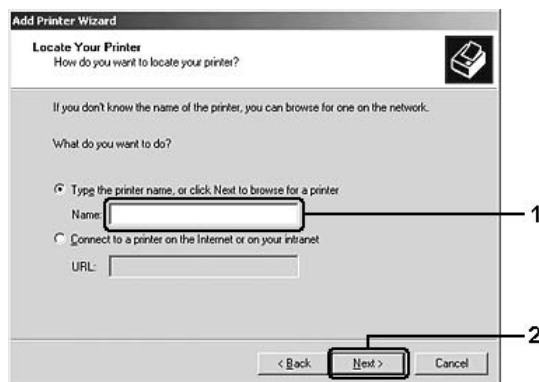 Add Printer Wizard
Locate Your Printer
How do you want to locate your printer?
If you don't know the name of the printer, you can browse for one on the network.
What do you want to do?
Type the printer name, or click Next to browse for a printer
Name:
1
Connect to a printer on the Internet or on your intranet
URL:
2
< Back
Next >
Cancel